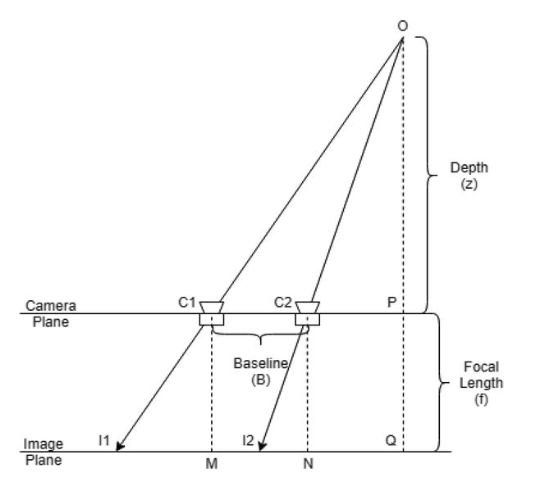 O
Depth
(z)
C1
C2
P
Camera
Plane
Baseline
(B)
Focal
Length
(f)
I1
I2
Q
Image
Plane
M
N